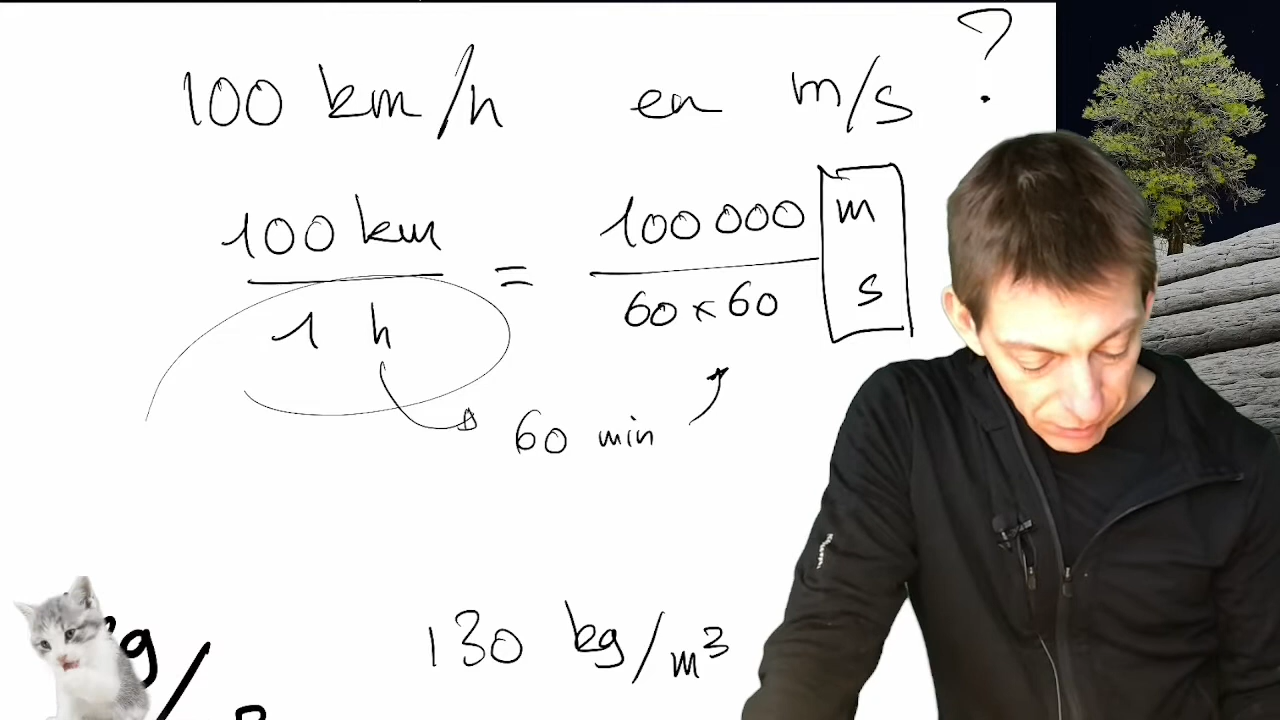 100 km/h en m/s ?
100 km = 100 000 m
1 h 60 × 60 s
60 min
130 kg/m³
g/